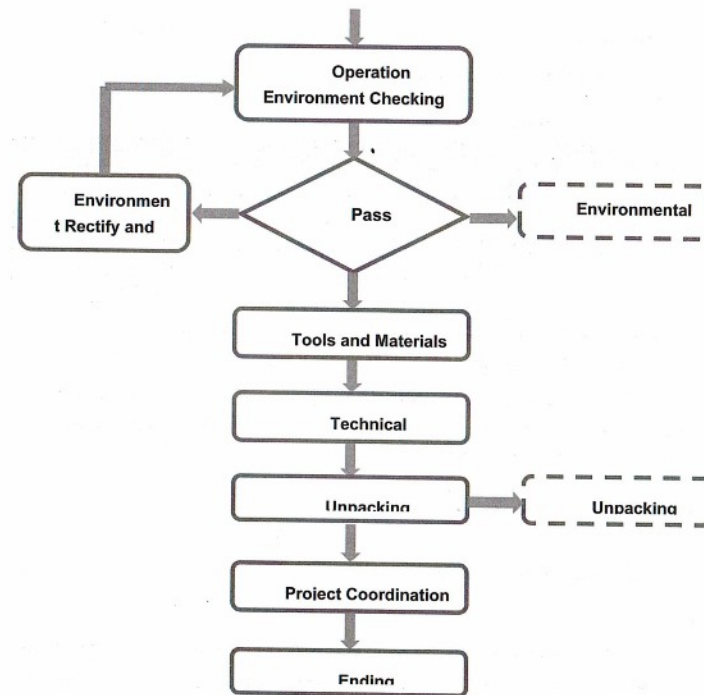 Operation
Environment Checking
Environmen
t Rectify and
Pass
Environmental
Tools and Materials
Technical
Unpacking
Unpacking
Project Coordination
Ending